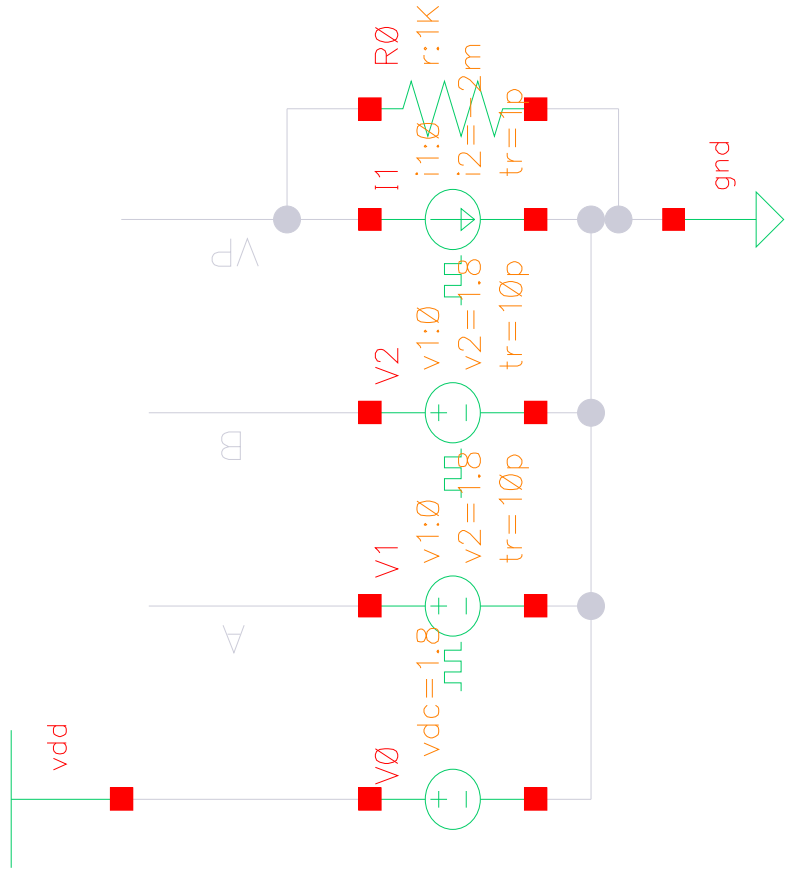 vdd
V0
vdc=1.8
A
V1
v1:0
v2=1.8
tr=10p
B
V2
v1:0
v2=1.8
tr=10p
VP
I1
i1:0
i2=-2m
tr=1p
R0
r:1K
gnd